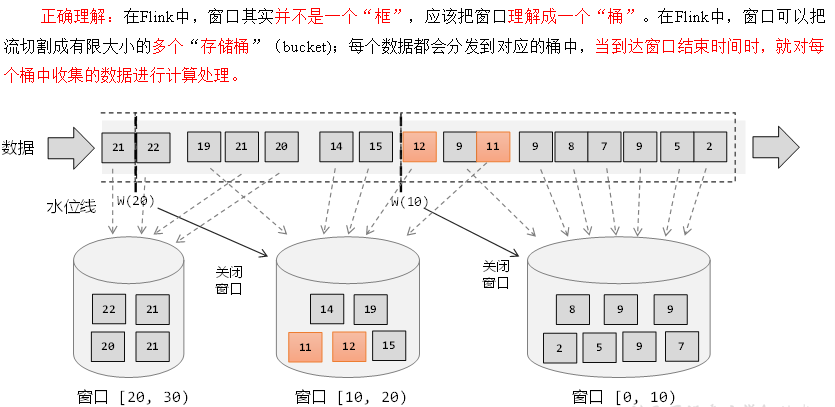 正确理解：在Flink中，窗口其实并不是一个“框”，应该把窗口理解成一个“桶”。在Flink中，窗口可以把
流切割成有限大小的多个“存储桶”（bucket)；每个数据都会分发到对应的桶中，当到达窗口结束时间时，就对每
个桶中收集的数据进行计算处理。
数据
21 22 19 21 20 14 15 12 9 11 9 8 7 9 5 2
水位线
W(20) W(10)
关闭
窗口
关闭
窗口
22 21
20 21
14 19
11 12 15
8 9 9
2 5 9 7
窗口 [20, 30) 窗口 [10, 20) 窗口 [0, 10)